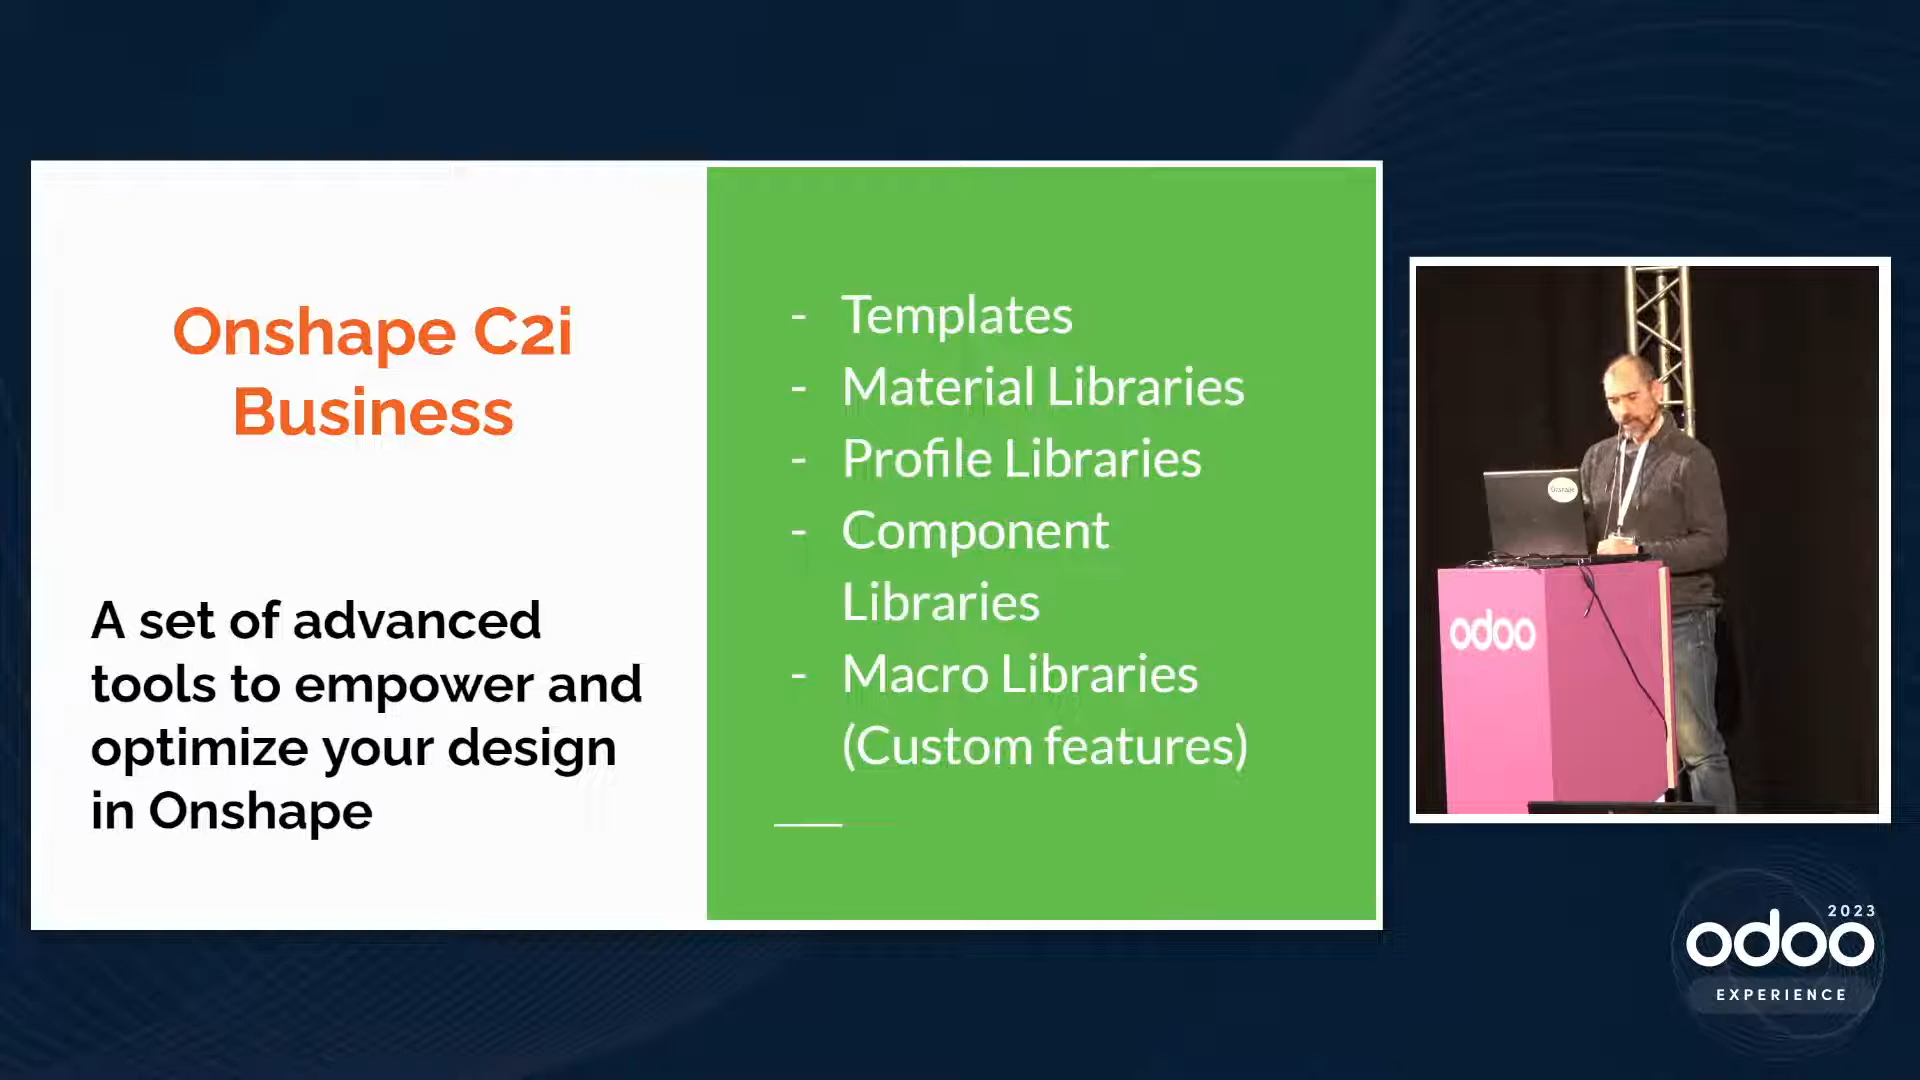 Onshape C2i
Business
A set of advanced
tools to empower and
optimize your design
in Onshape
- Templates
- Material Libraries
- Profile Libraries
- Component
Libraries
- Macro Libraries
(Custom features)
Onshape
odoo
2023
odoo
EXPERIENCE